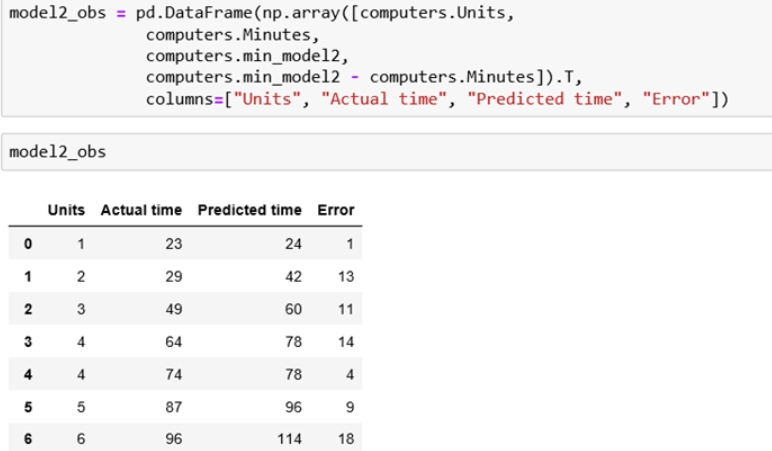 model2_obs = pd.DataFrame(np.array([computers.Units,
computers.Minutes,
computers.min_model2,
computers.min_model2 - computers.Minutes]).T,
columns=["Units", "Actual time", "Predicted time", "Error"])
model2_obs
Units Actual time Predicted time Error
0 1 23 24 1
1 2 29 42 13
2 3 49 60 11
3 4 64 78 14
4 4 74 78 4
5 5 87 96 9
6 6 96 114 18